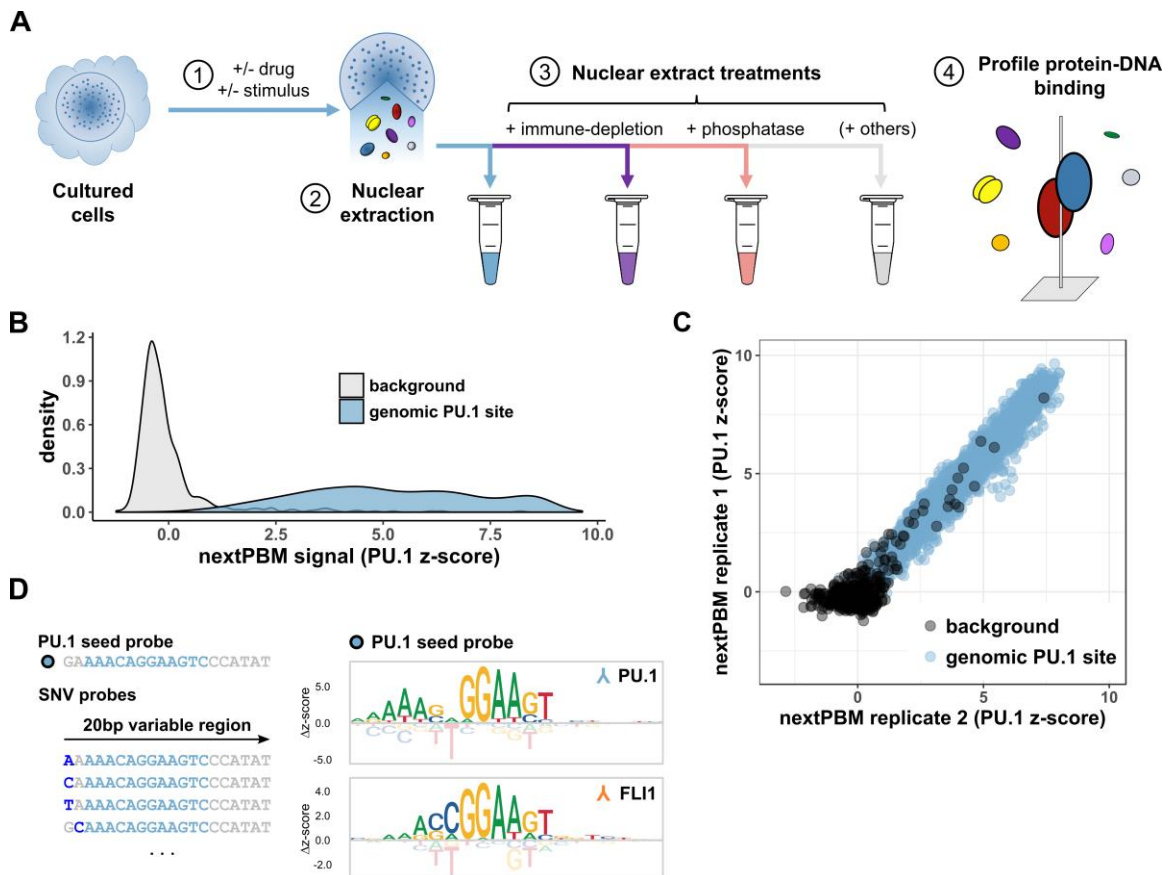 A
1
+/- drug
+/- stimulus
Cultured
cells
2
Nuclear
extraction
3
Nuclear extract treatments
+ immune-depletion
+ phosphatase
(+ others)
4
Profile protein-DNA
binding
B
density
1.2
0.9
0.6
0.3
0.0
background
genomic PU.1 site
0.0
2.5
5.0
7.5
10.0
nextPBM signal (PU.1 z-score)
C
nextPBM replicate 1 (PU.1 z-score)
10
5
0
background
genomic PU.1 site
0
5
10
nextPBM replicate 2 (PU.1 z-score)
D
PU.1 seed probe
GAAAACAGGAAGTCCCATAT
SNV probes
20bp variable region
AAAAACAGGAAGTCCCATAT
CAAAACAGGAAGTCCCATAT
TAAAACAGGAAGTCCCATAT
GCAAACAGGAAGTCCCATAT
. . .
PU.1 seed probe
Δz-score
5.0
0.0
-5.0
PU.1
Δz-score
4.0
2.0
0.0
-2.0
FLI1